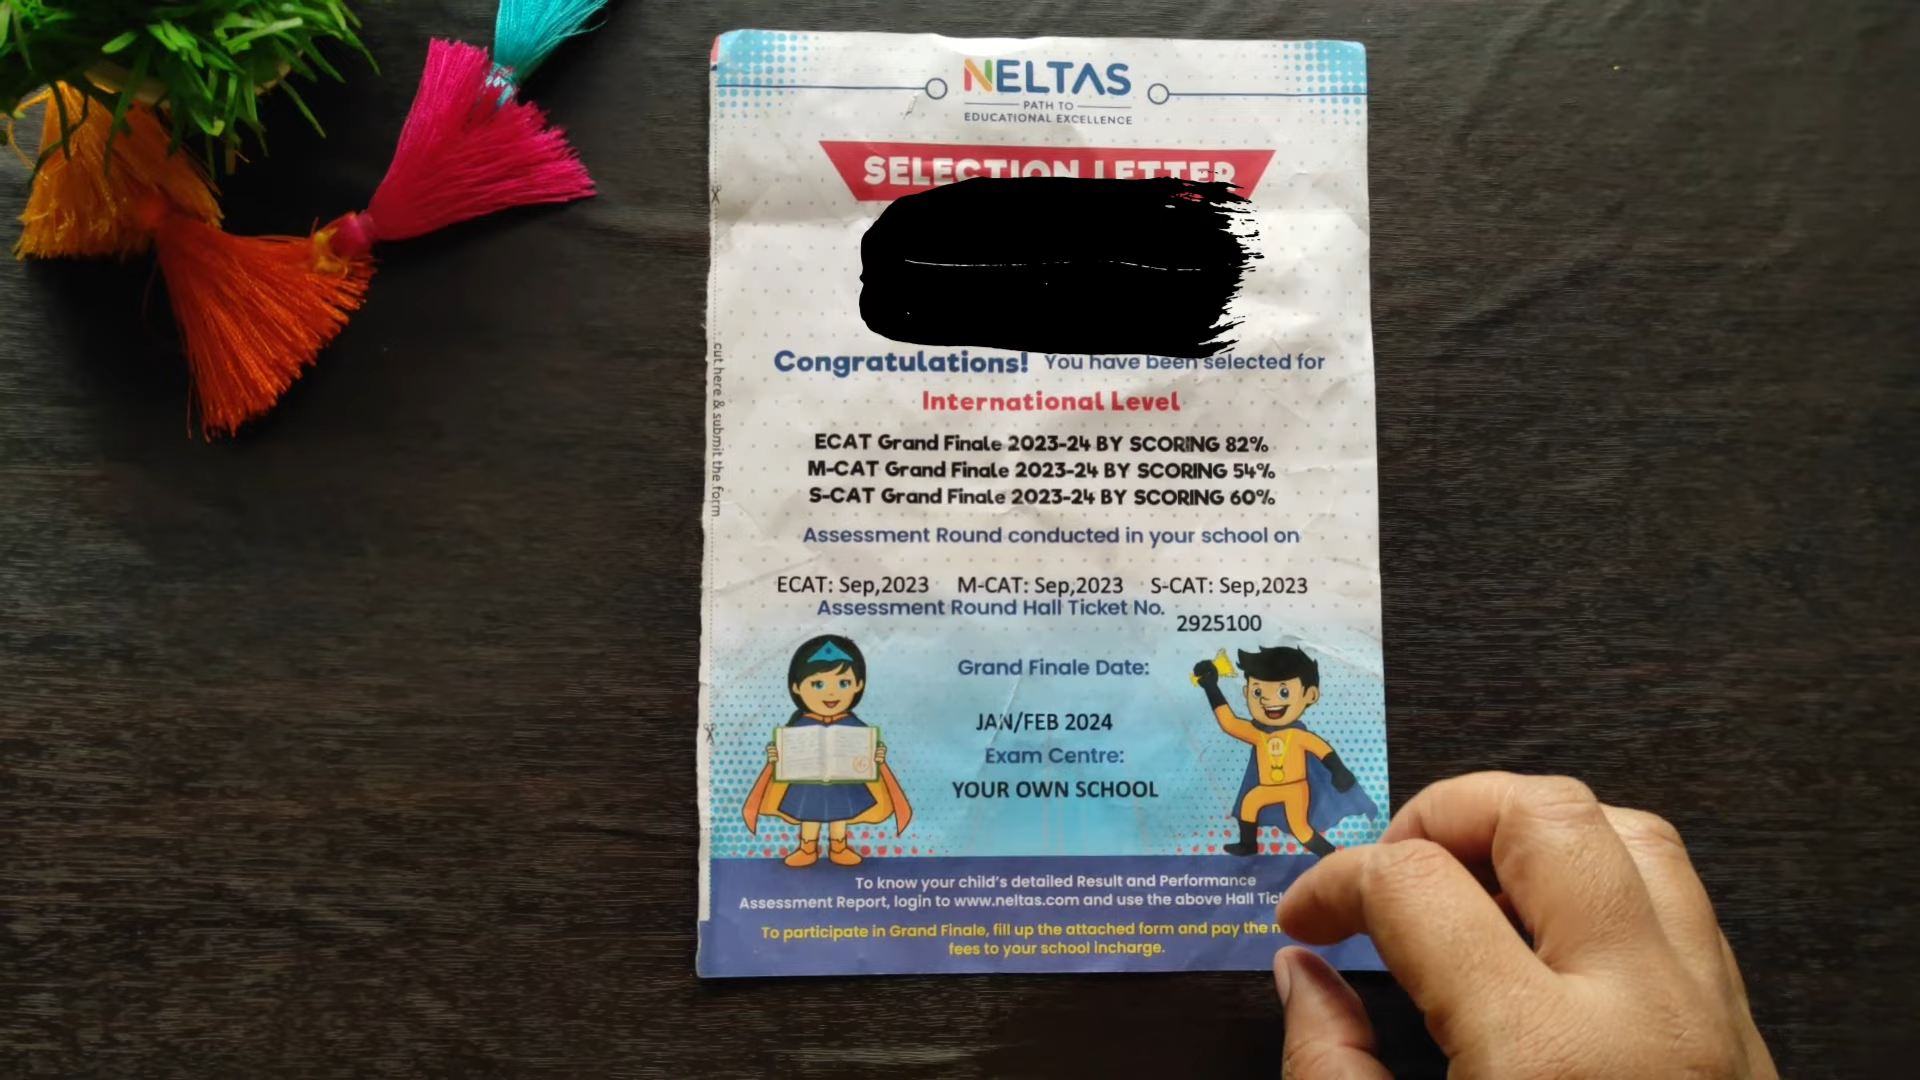 NELTAS
PATH TO
EDUCATIONAL EXCELLENCE
SELECTION LETTER
Congratulations! You have been selected for
International Level
ECAT Grand Finale 2023-24 BY SCORING 82%
M-CAT Grand Finale 2023-24 BY SCORING 54%
S-CAT Grand Finale 2023-24 BY SCORING 60%
Assessment Round conducted in your school on
ECAT: Sep,2023 M-CAT: Sep,2023 S-CAT: Sep,2023
Assessment Round Hall Ticket No.
2925100
Grand Finale Date:
JAN/FEB 2024
Exam Centre:
YOUR OWN SCHOOL
To know your child's detailed Result and Performance
Assessment Report, login to www.neltas.com and use the above Hall
To participate in Grand Finale, fill up the attached form and pay the
fees to your school incharge.
cut here & submit the form